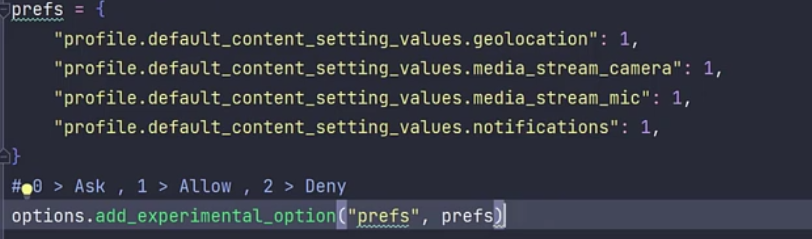 prefs = {
    "profile.default_content_setting_values.geolocation": 1,
    "profile.default_content_setting_values.media_stream_camera": 1,
    "profile.default_content_setting_values.media_stream_mic": 1,
    "profile.default_content_setting_values.notifications": 1,
}
# 0 > Ask , 1 > Allow , 2 > Deny
options.add_experimental_option("prefs", prefs)